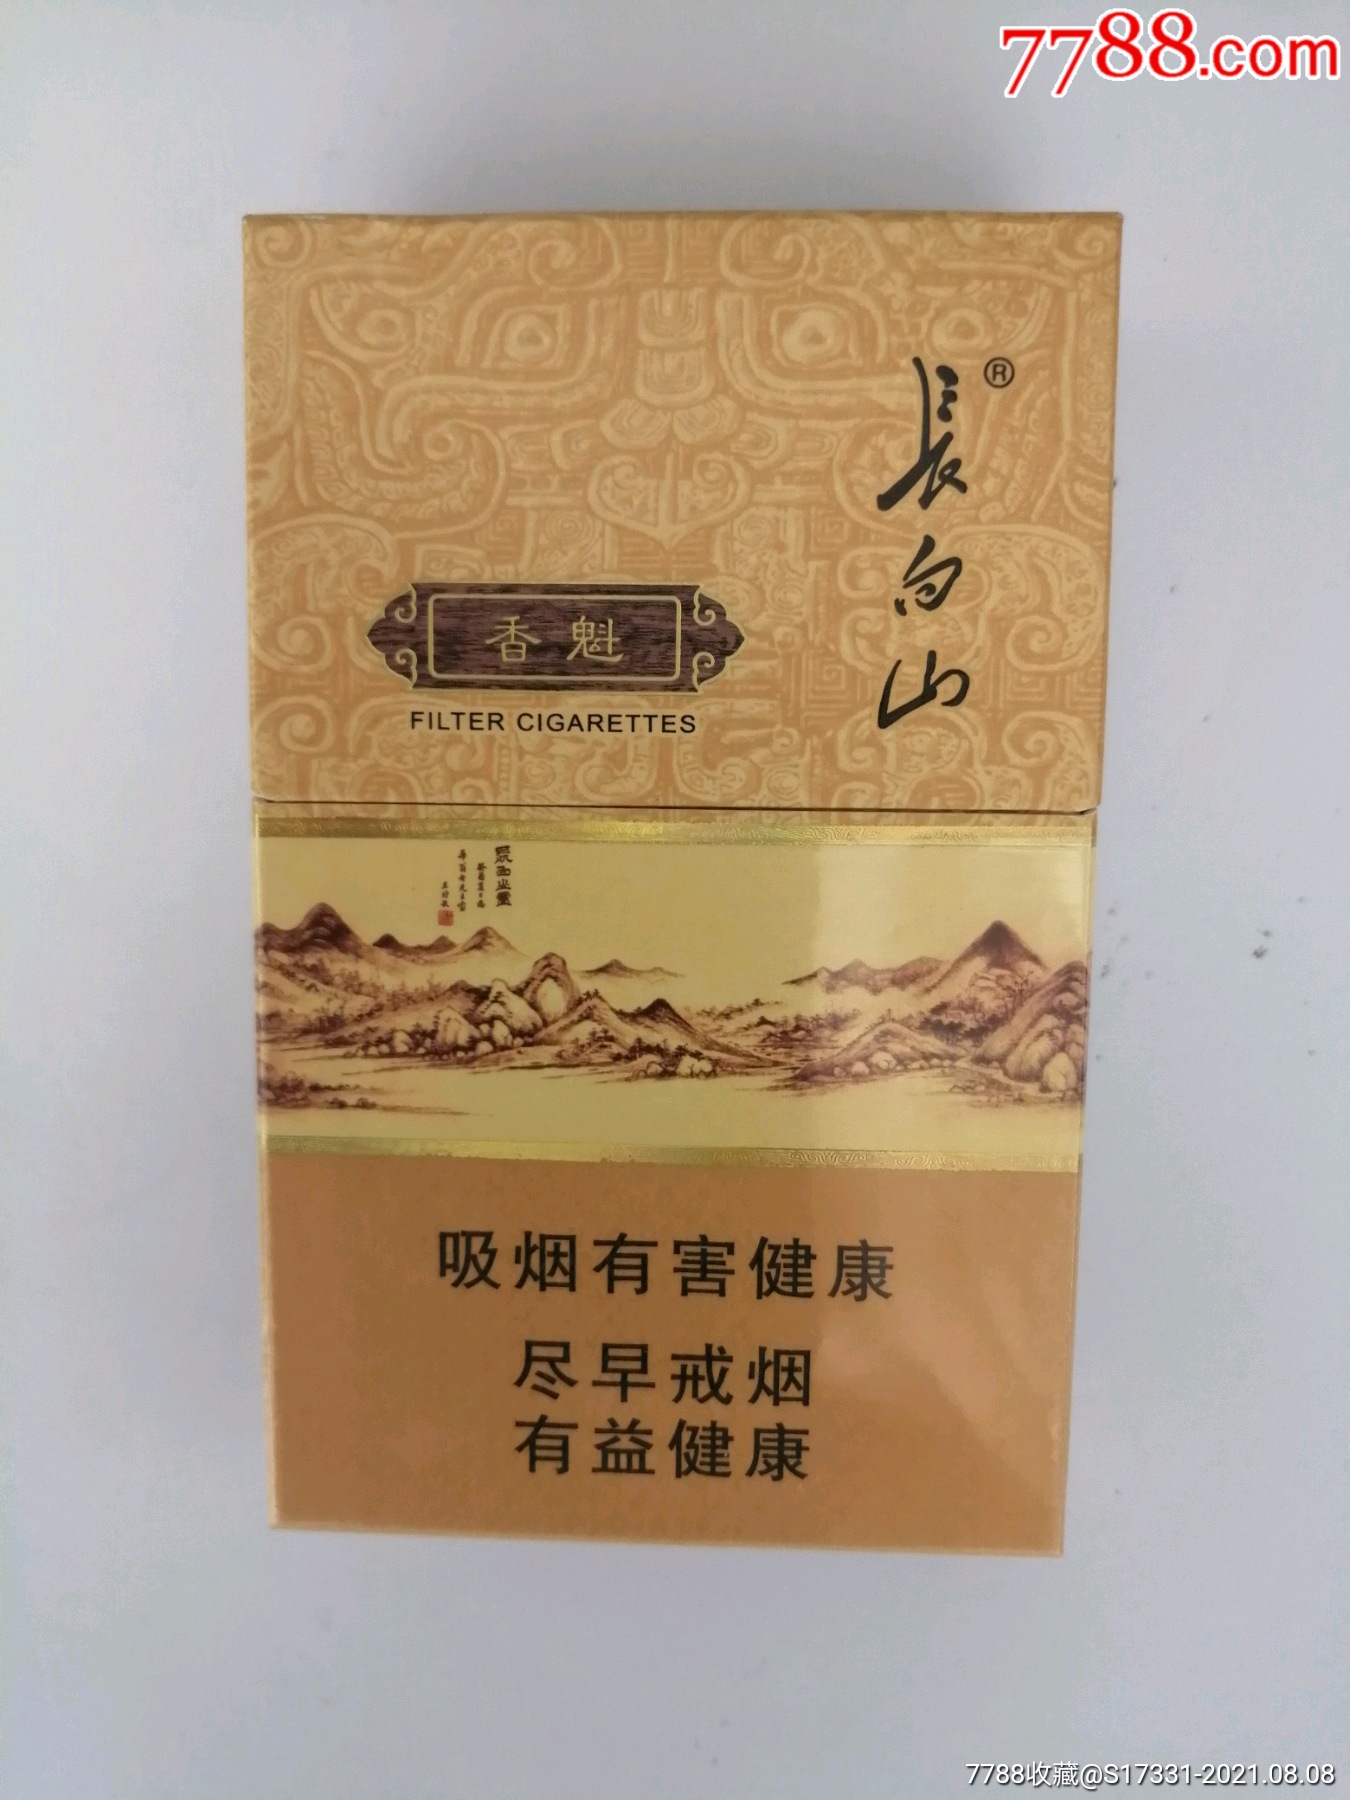 7788.com
長白山®
香魁
FILTER CIGARETTES
吸烟有害健康
尽早戒烟
有益健康
7788收藏@S17331-2021.08.08